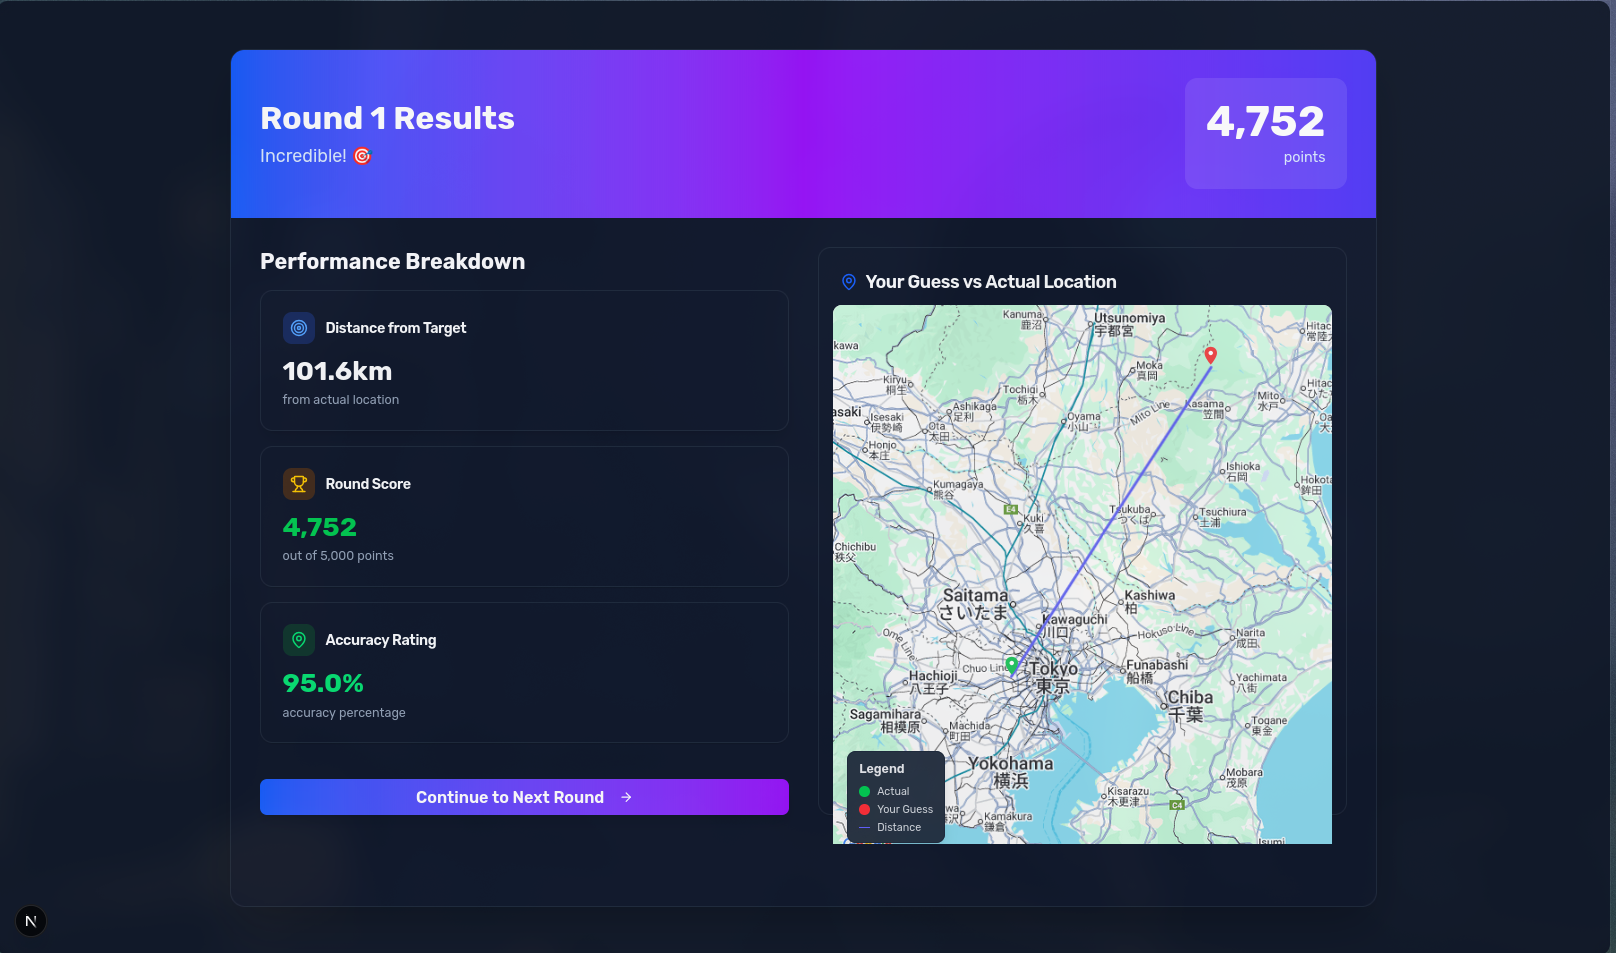 Round 1 Results
Incredible! 🎯
4,752
points
Performance Breakdown
Distance from Target
101.6km
from actual location
Round Score
4,752
out of 5,000 points
Accuracy Rating
95.0%
accuracy percentage
Continue to Next Round →
Your Guess vs Actual Location
Kanuma
鹿沼
Utsunomiya
宇都宮
Hitac
常陸
kawa
Moka
真岡
Kiryu
桐生
Tochigi
栃木
Hitac
ひた
Mito
水戸
Kasama
笠間
Mito Line
asaki
Isesaki
伊勢崎
Ashikaga
足利
Ota
太田
Oyama
小山
Oa
大
Honjo
本庄
Ishioka
石岡
Hokota
鉾田
Kumagaya
熊谷
E4
Kuki
久喜
Tsukuba
つくば
Tsuchiura
土浦
Chichibu
秩父
Saitama
さいたま
Kashiwa
柏
Kawaguchi
川口
Ome Line
Hokuso-Line
Narita
成田
Chuo Line
Tokyo
東京
Hachioji
八王子
Funabashi
船橋
Yachimata
八街
Chiba
千葉
Sagamihara
相模原
Machida
町田
Togane
東金
Yokohama
横浜
Mobara
茂原
Kisarazu
木更津
C4
wa
沢
Kamakura
鎌倉
Isumi
Legend
Actual
Your Guess
Distance
N